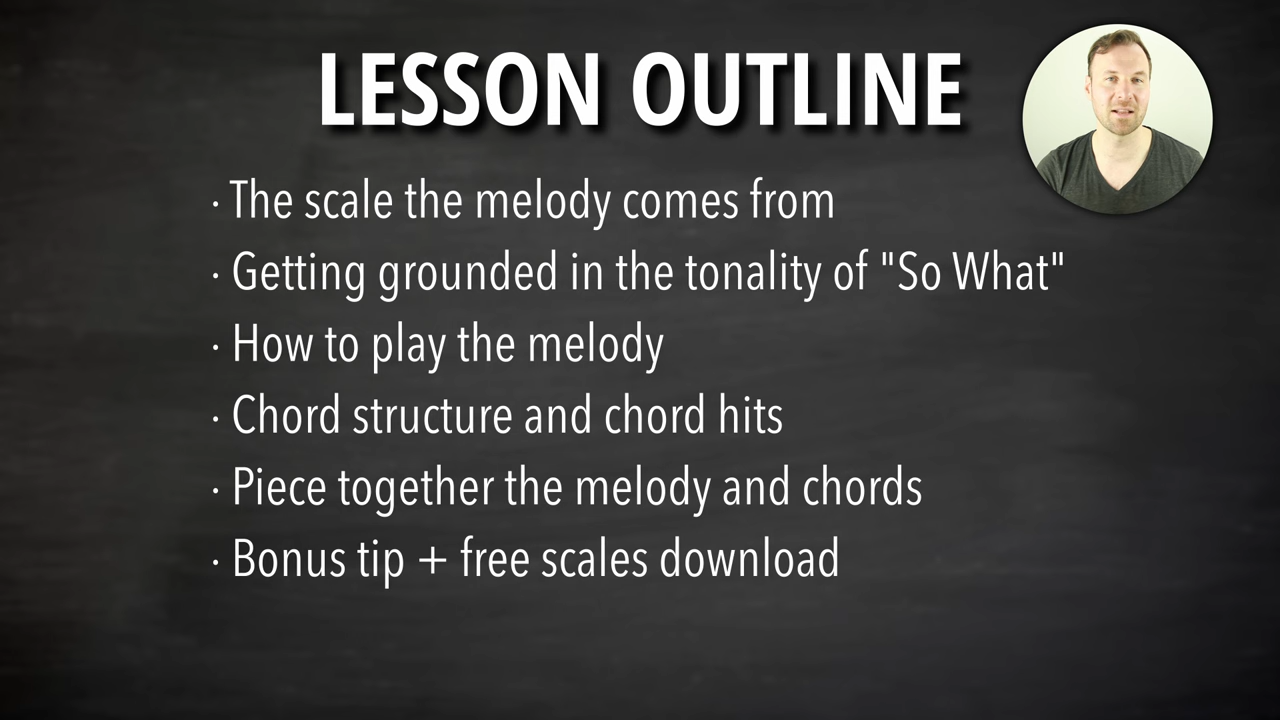 LESSON OUTLINE
· The scale the melody comes from
· Getting grounded in the tonality of "So What"
· How to play the melody
· Chord structure and chord hits
· Piece together the melody and chords
· Bonus tip + free scales download